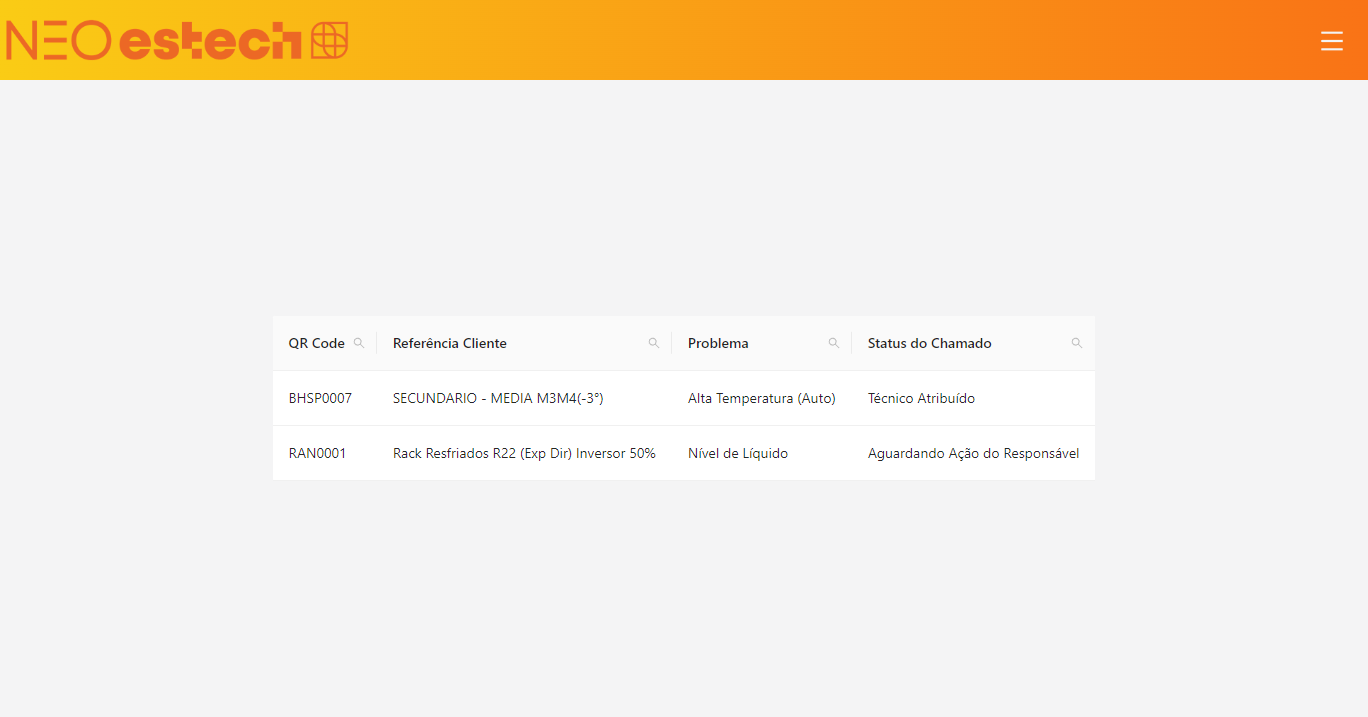 NEO estech
QR Code Referência Cliente Problema Status do Chamado
BHSP0007 SECUNDARIO - MEDIA M3M4(-3°) Alta Temperatura (Auto) Técnico Atribuído
RAN0001 Rack Resfriados R22 (Exp Dir) Inversor 50% Nível de Líquido Aguardando Ação do Responsável